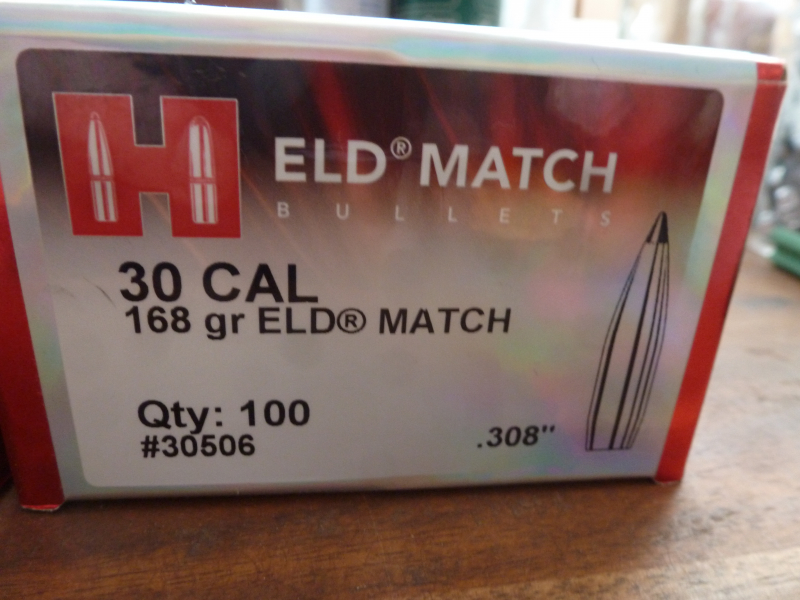 H
ELD® MATCH
BULLETS
30 CAL
168 gr ELD® MATCH
Qty: 100
#30506
.308"